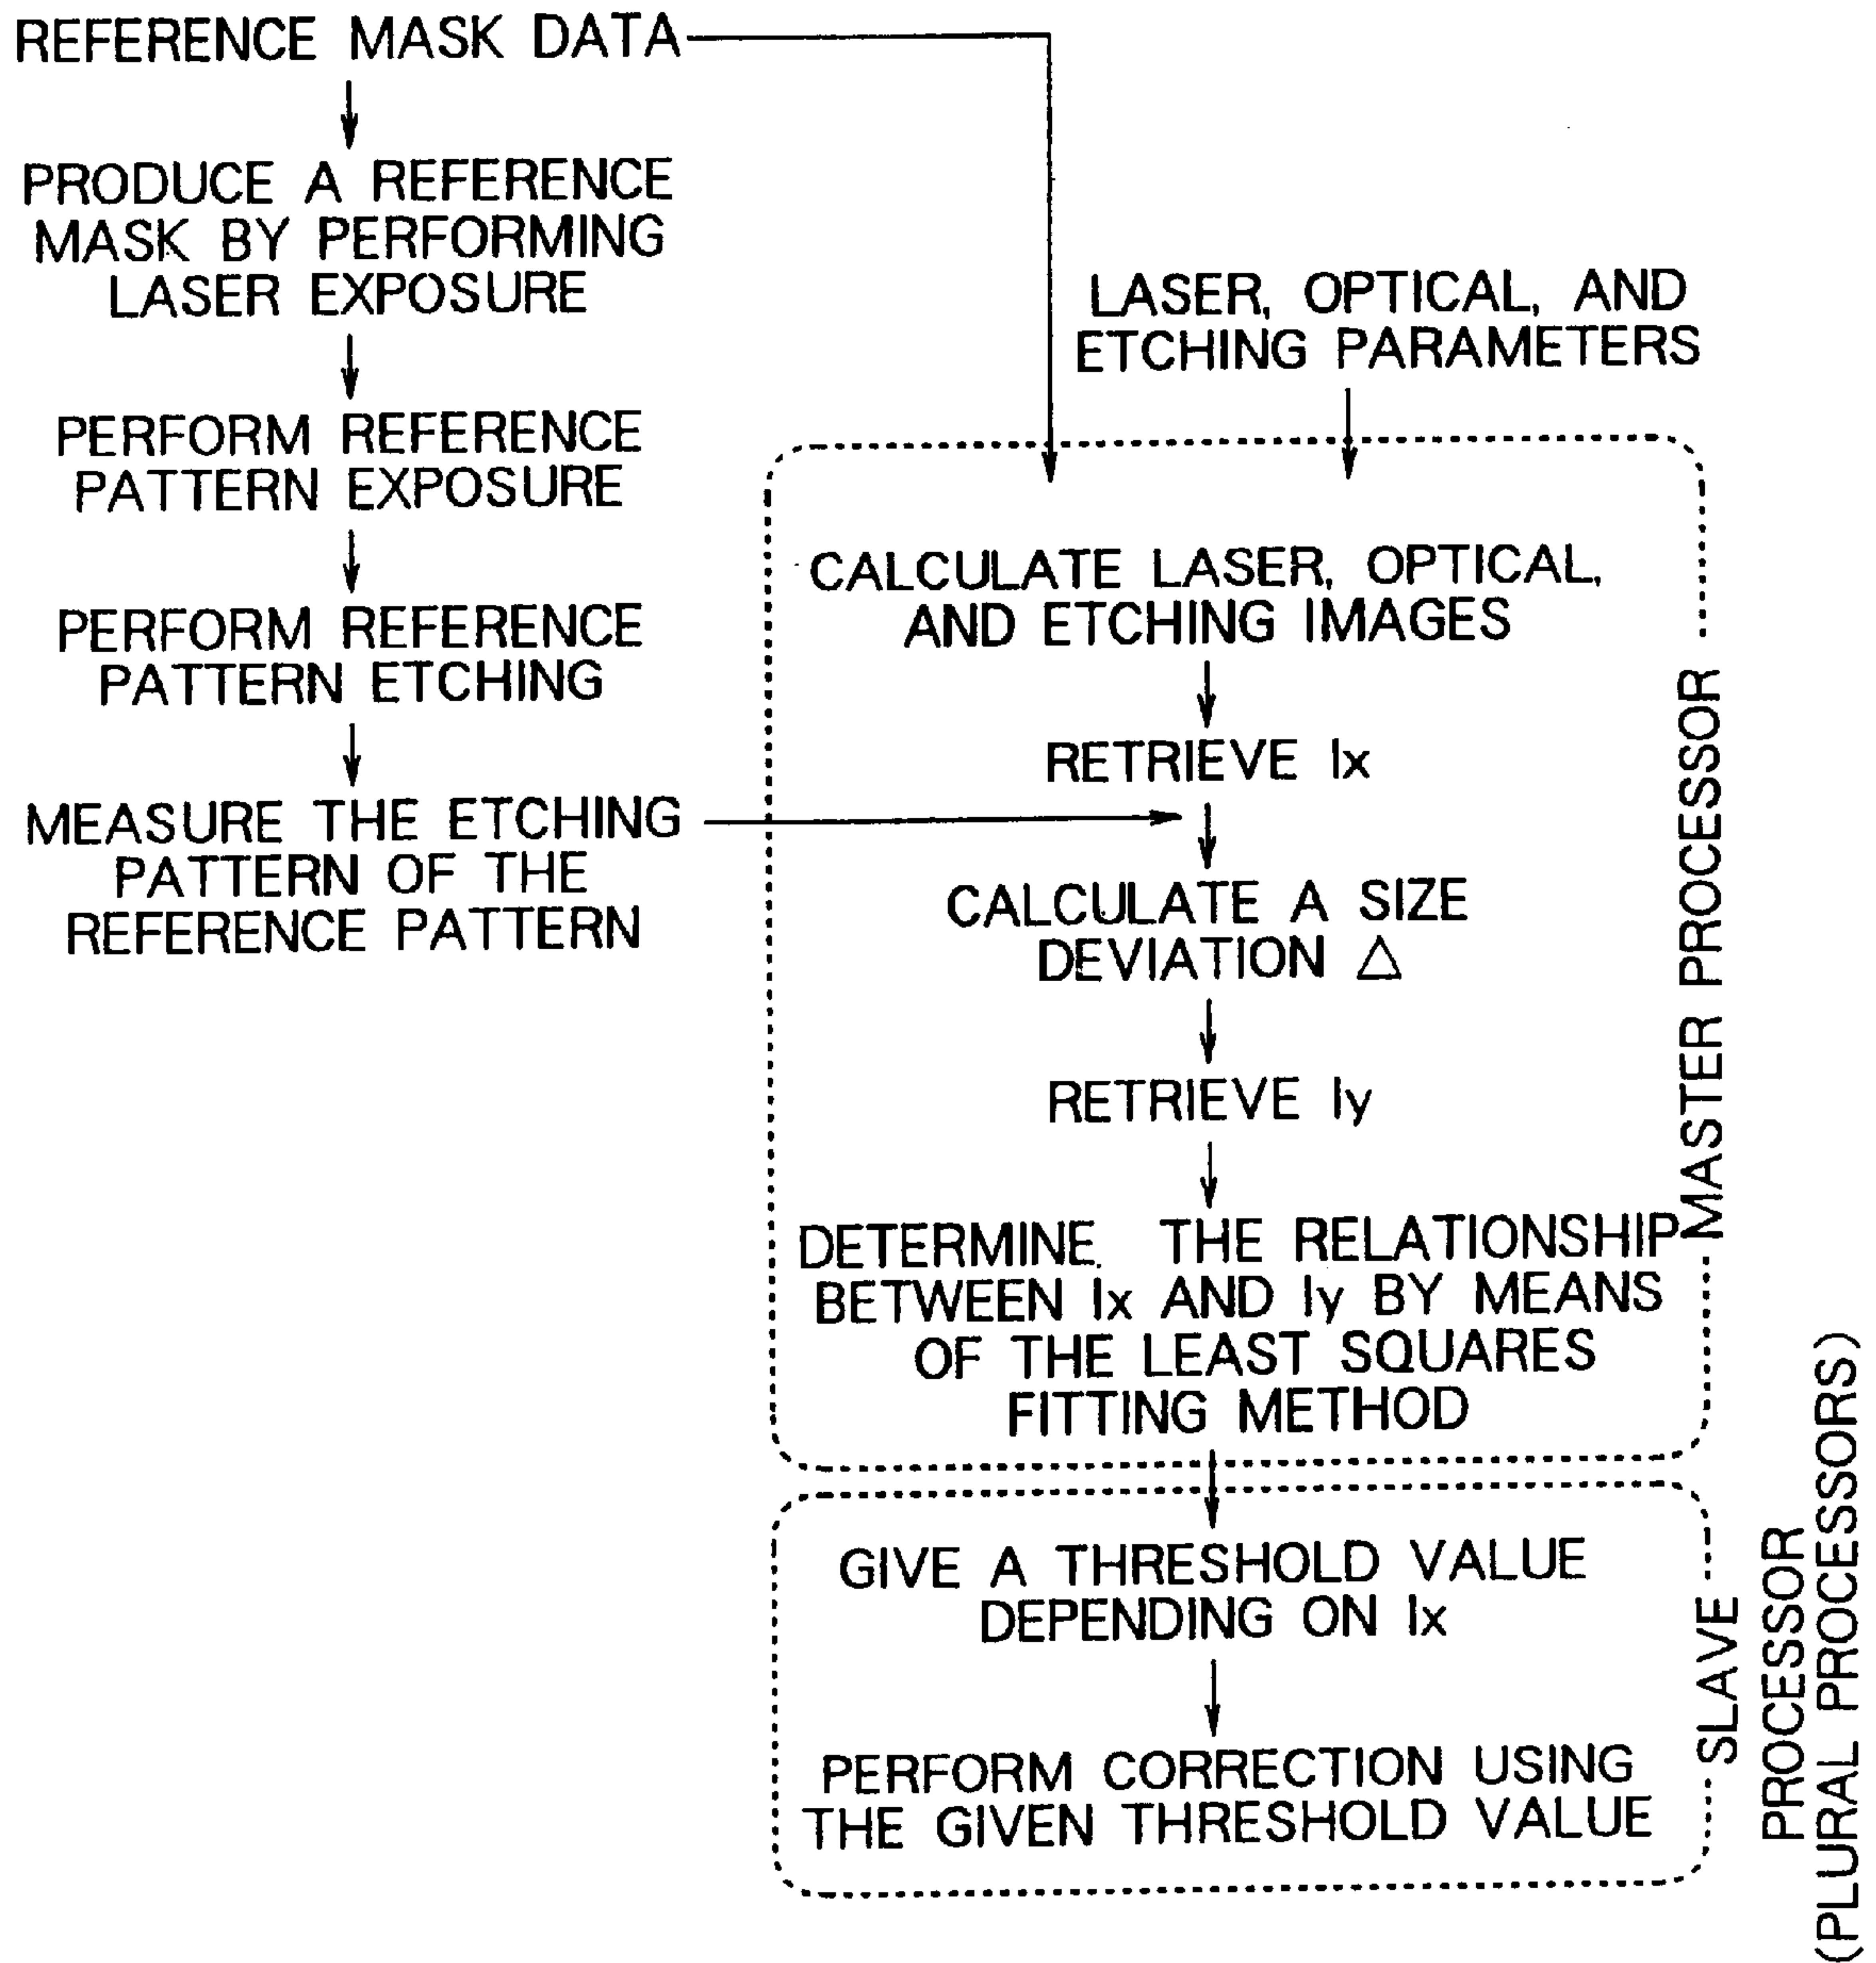 REFERENCE MASK DATA
PRODUCE A REFERENCE
MASK BY PERFORMING
LASER EXPOSURE
PERFORM REFERENCE
PATTERN EXPOSURE
PERFORM REFERENCE
PATTERN ETCHING
MEASURE THE ETCHING
PATTERN OF THE
REFERENCE PATTERN
LASER, OPTICAL, AND
ETCHING PARAMETERS
CALCULATE LASER, OPTICAL,
AND ETCHING IMAGES
RETRIEVE Ix
CALCULATE A SIZE
DEVIATION △
RETRIEVE Iy
DETERMINE THE RELATIONSHIP
BETWEEN Ix AND Iy BY MEANS
OF THE LEAST SQUARES
FITTING METHOD
MASTER PROCESSOR
GIVE A THRESHOLD VALUE
DEPENDING ON Ix
PERFORM CORRECTION USING
THE GIVEN THRESHOLD VALUE
SLAVE
PROCESSOR
(PLURAL PROCESSORS)